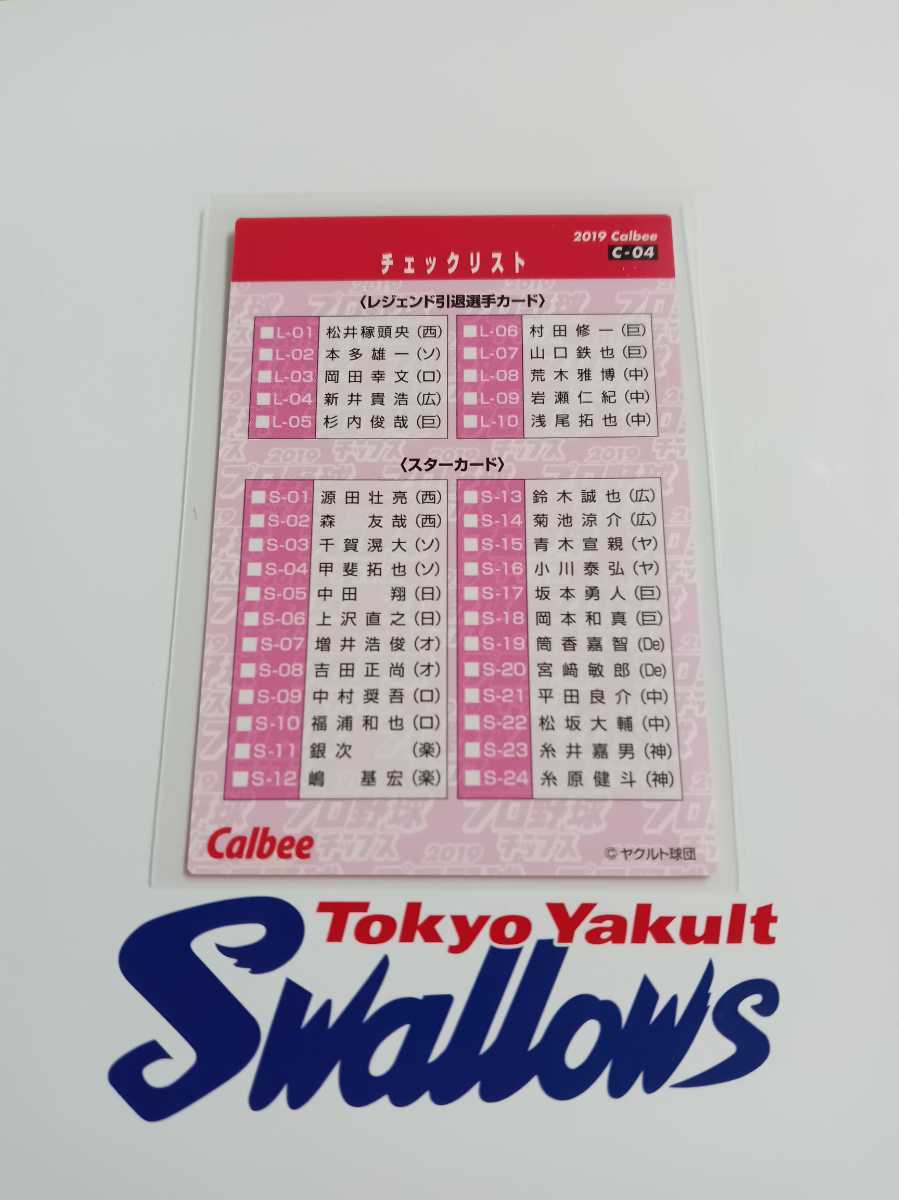 2019 Calbee
C-04
チェックリスト
〈レジェンド引退選手カード〉
L-01 松井稼頭央(西)
L-02 本多雄一(ソ)
L-03 岡田幸文(ロ)
L-04 新井貴浩(広)
L-05 杉内俊哉(巨)
L-06 村田修一(巨)
L-07 山口鉄也(巨)
L-08 荒木雅博(中)
L-09 岩瀬仁紀(中)
L-10 浅尾拓也(中)
〈スターカード〉
S-01 源田壮亮(西)
S-02 森 友哉(西)
S-03 千賀滉大(ソ)
S-04 甲斐拓也(ソ)
S-05 中田 翔(日)
S-06 上沢直之(日)
S-07 増井浩俊(オ)
S-08 吉田正尚(オ)
S-09 中村奨吾(ロ)
S-10 福浦和也(ロ)
S-11 銀次 (楽)
S-12 嶋 基宏(楽)
S-13 鈴木誠也(広)
S-14 菊池涼介(広)
S-15 青木宣親(ヤ)
S-16 小川泰弘(ヤ)
S-17 坂本勇人(巨)
S-18 岡本和真(巨)
S-19 筒香嘉智(De)
S-20 宮﨑敏郎(De)
S-21 平田良介(中)
S-22 松坂大輔(中)
S-23 糸井嘉男(神)
S-24 糸原健斗(神)
Calbee
©ヤクルト球団
Tokyo Yakult
Swallows